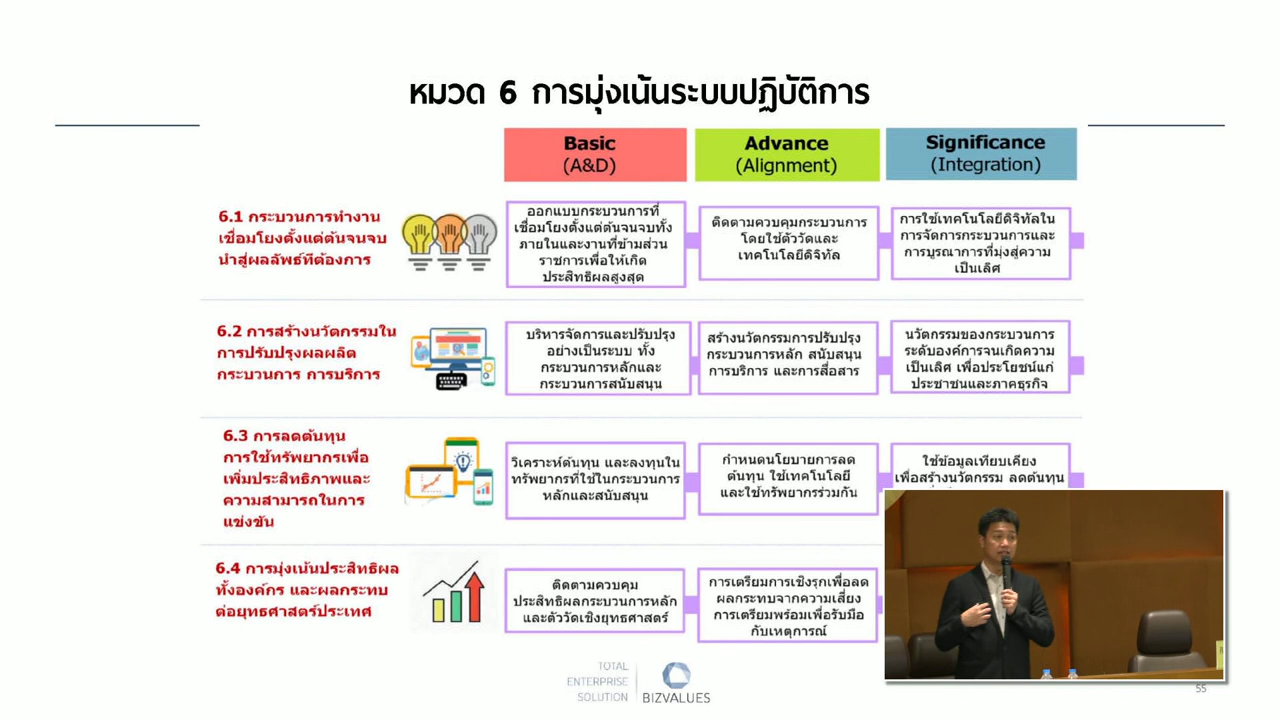 หมวด 6 การมุ่งเน้นระบบปฏิบัติการ
Basic
(A&D)
Advance
(Alignment)
Significance
(Integration)
6.1 กระบวนการทำงาน
เชื่อมโยงตั้งแต่ต้นจนจบ
นำสู่ผลลัพธ์ที่ต้องการ
ออกแบบกระบวนการที่
เชื่อมโยงตั้งแต่ต้นจนจบทั้ง
ภายในและงานที่ข้ามส่วน
ราชการเพื่อให้เกิด
ประสิทธิผลสูงสุด
ติดตามควบคุมกระบวนการ
โดยใช้ตัววัดและ
เทคโนโลยีดิจิทัล
การใช้เทคโนโลยีดิจิทัลใน
การจัดการกระบวนการและ
การบูรณาการที่มุ่งสู่ความ
เป็นเลิศ
6.2 การสร้างนวัตกรรมใน
การปรับปรุงผลผลิต
กระบวนการ การบริการ
บริหารจัดการและปรับปรุง
อย่างเป็นระบบ ทั้ง
กระบวนการหลักและ
กระบวนการสนับสนุน
สร้างนวัตกรรมการปรับปรุง
กระบวนการหลัก สนับสนุน
การบริการ และการสื่อสาร
นวัตกรรมของกระบวนการ
ระดับองค์การจนเกิดความ
เป็นเลิศ เพื่อประโยชน์แก่
ประชาชนและภาคธุรกิจ
6.3 การลดต้นทุน
การใช้ทรัพยากรเพื่อ
เพิ่มประสิทธิภาพและ
ความสามารถในการ
แข่งขัน
วิเคราะห์ต้นทุน และลงทุนใน
ทรัพยากรที่ใช้ในกระบวนการ
หลักและสนับสนุน
กำหนดนโยบายการลด
ต้นทุน ใช้เทคโนโลยี
และใช้ทรัพยากรร่วมกัน
ใช้ข้อมูลเทียบเคียง
เพื่อสร้างนวัตกรรม ลดต้นทุน
6.4 การมุ่งเน้นประสิทธิผล
ทั้งองค์กร และผลกระทบ
ต่อยุทธศาสตร์ประเทศ
ติดตามควบคุม
ประสิทธิผลกระบวนการหลัก
และตัววัดเชิงยุทธศาสตร์
การเตรียมการเชิงรุกเพื่อลด
ผลกระทบจากความเสี่ยง
การเตรียมพร้อมเพื่อรับมือ
กับเหตุการณ์
TOTAL
ENTERPRISE
SOLUTION
BIZVALUES
55